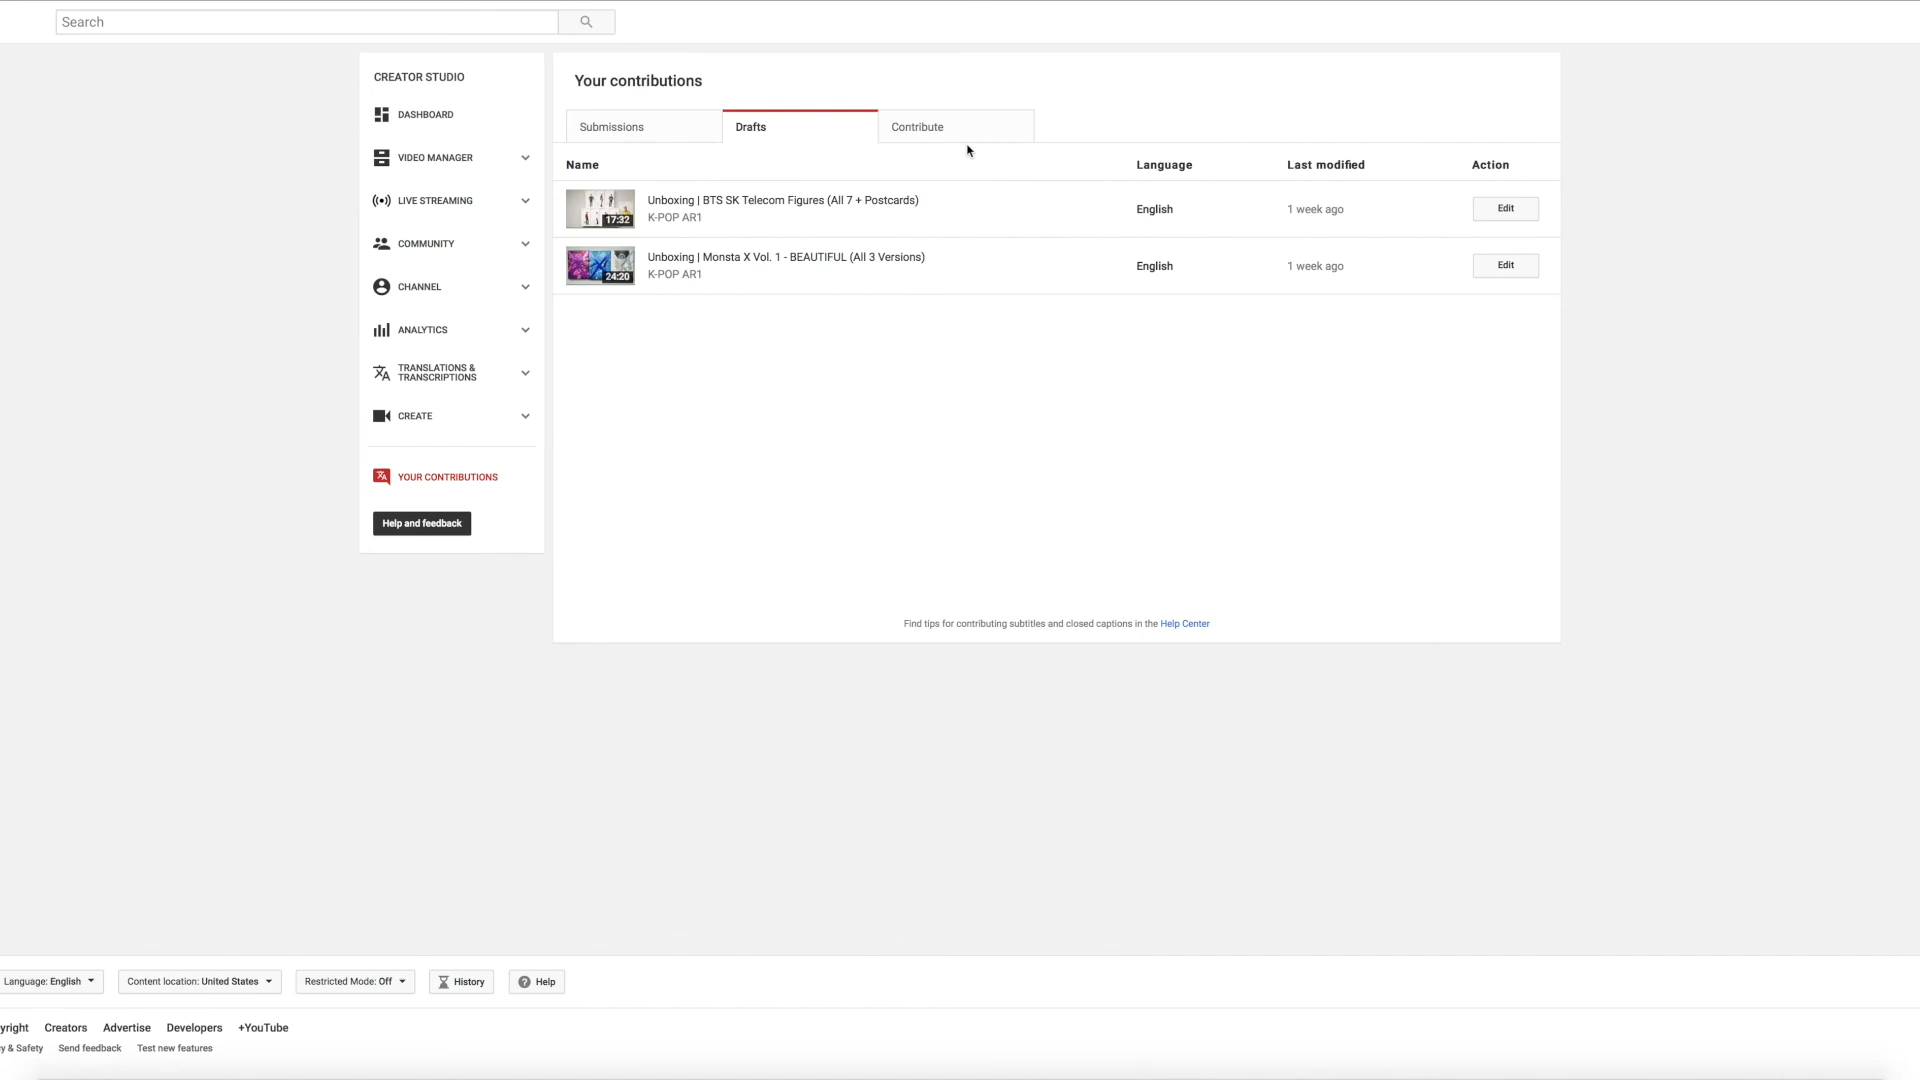 Search
CREATOR STUDIO
DASHBOARD
VIDEO MANAGER
LIVE STREAMING
COMMUNITY
CHANNEL
ANALYTICS
TRANSLATIONS &
TRANSCRIPTIONS
CREATE
YOUR CONTRIBUTIONS
Help and feedback
Your contributions
Submissions
Drafts
Contribute
Name
Language
Last modified
Action
17:32
Unboxing | BTS SK Telecom Figures (All 7 + Postcards)
K-POP AR1
English
1 week ago
Edit
24:20
Unboxing | Monsta X Vol. 1 - BEAUTIFUL (All 3 Versions)
K-POP AR1
English
1 week ago
Edit
Find tips for contributing subtitles and closed captions in the Help Center
Language: English
Content location: United States
Restricted Mode: Off
History
Help
yright Creators Advertise Developers +YouTube
y & Safety Send feedback Test new features